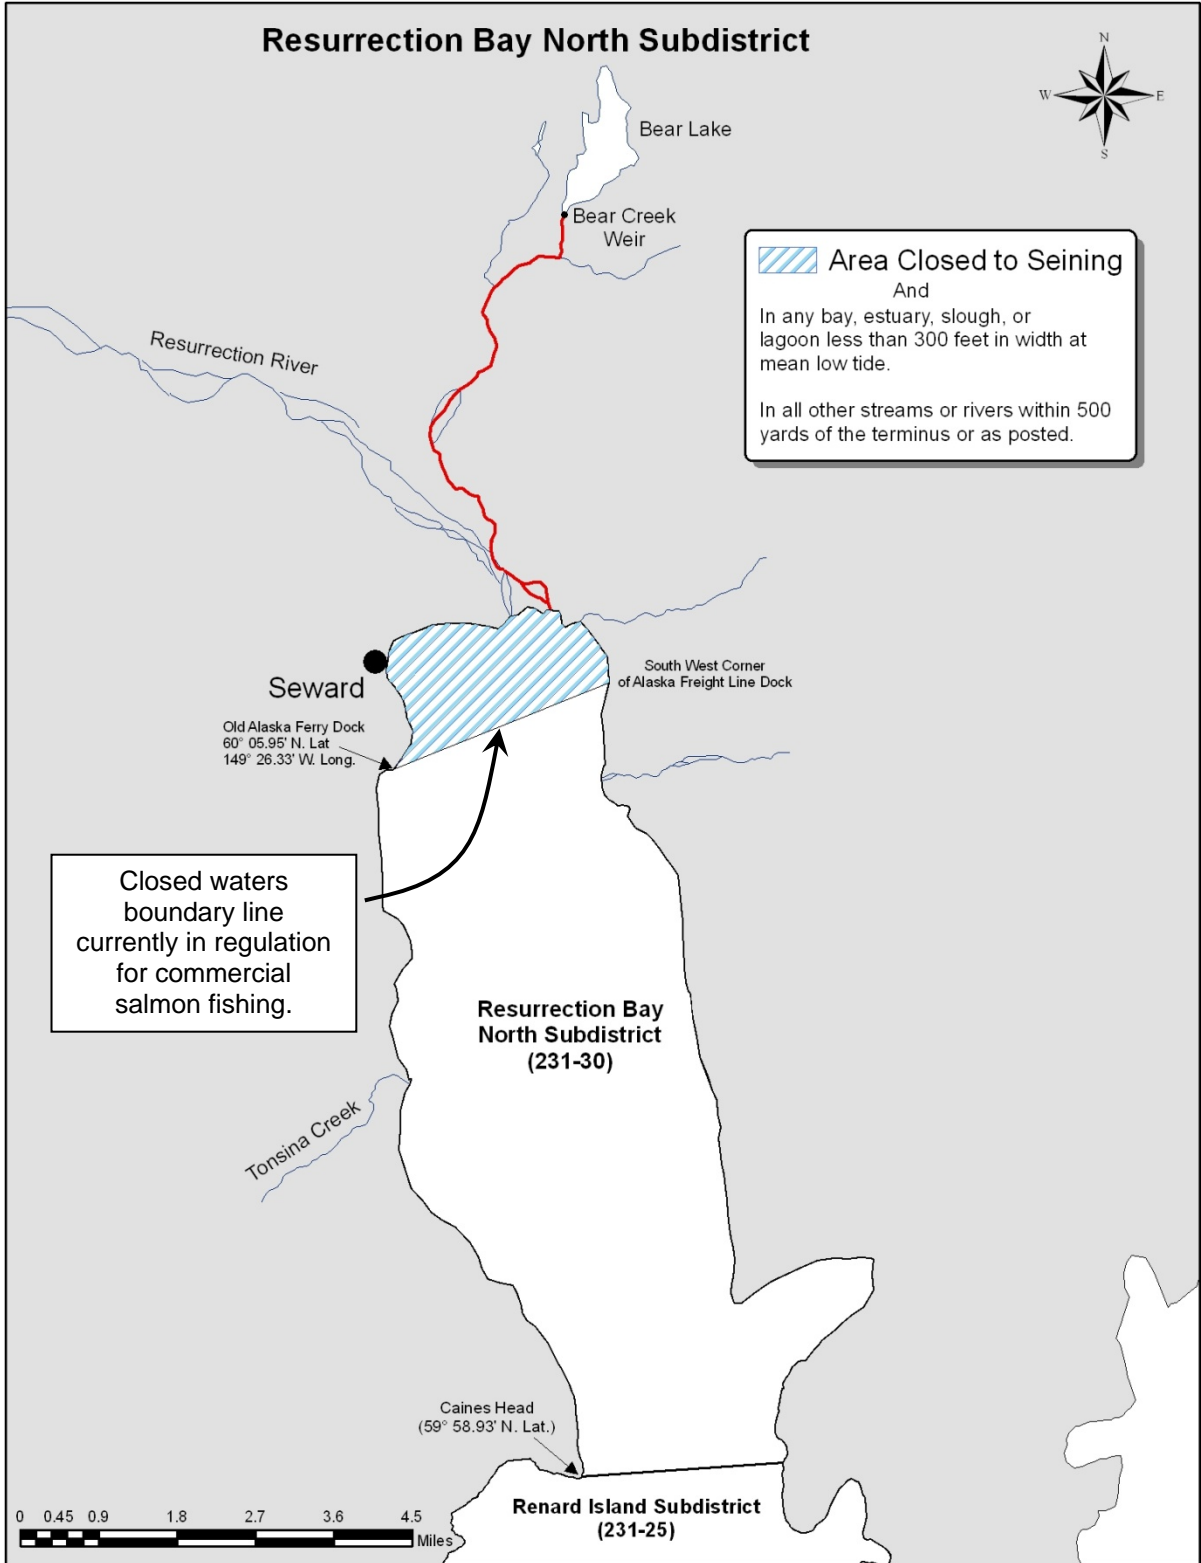 Resurrection Bay North Subdistrict
N
W
E
S
Bear Lake
Bear Creek
Weir
Area Closed to Seining
And
In any bay, estuary, slough, or
lagoon less than 300 feet in width at
mean low tide.
In all other streams or rivers within 500
yards of the terminus or as posted.
Resurrection River
Seward
South West Corner
of Alaska Freight Line Dock
Old Alaska Ferry Dock
60° 05.95' N. Lat
149° 26.33' W. Long.
Closed waters
boundary line
currently in regulation
for commercial
salmon fishing.
Resurrection Bay
North Subdistrict
(231-30)
Tonsina Creek
Caines Head
(59° 58.93' N. Lat.)
Renard Island Subdistrict
(231-25)
0 0.45 0.9 1.8 2.7 3.6 4.5
Miles